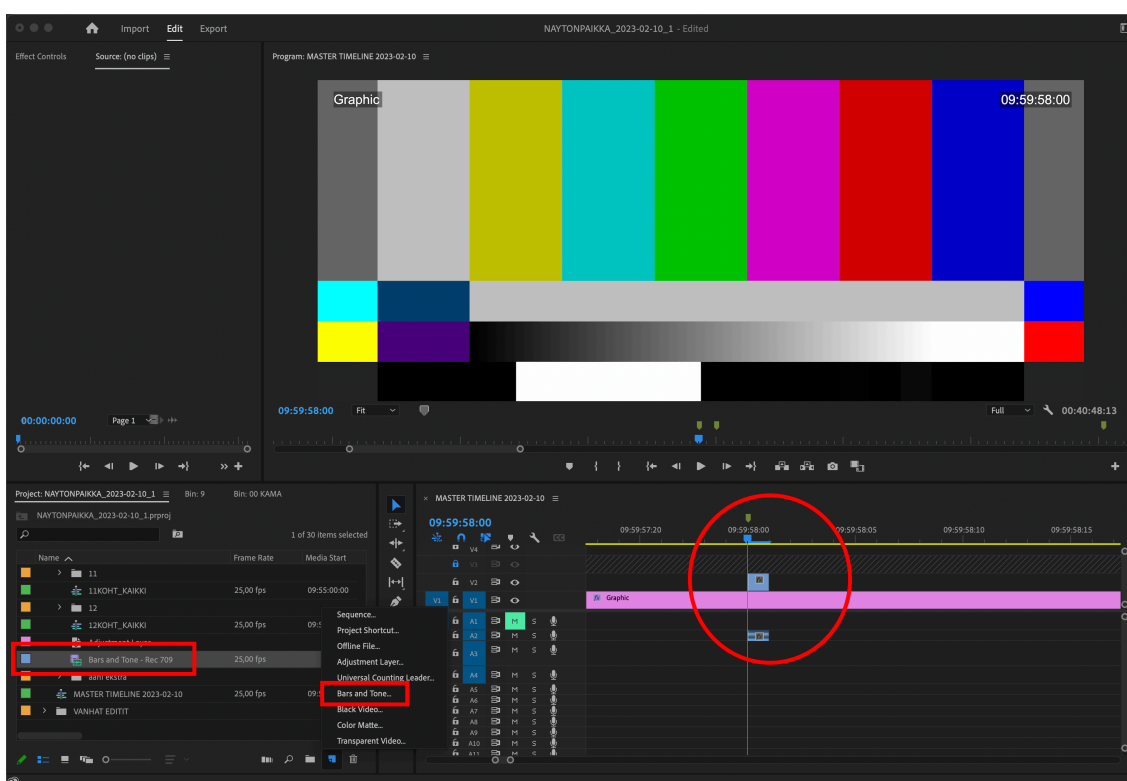 Import Edit Export
NAYTONPAIKKA_2023-02-10_1 - Edited
Effect Controls Source: (no clips)
Program: MASTER TIMELINE 2023-02-10
Graphic
09:59:58:00
00:00:00:00 Page 1
09:59:58:00 Fit
Full 00:40:48:13
Project: NAYTONPAIKKA_2023-02-10_1 Bin: 9 Bin: 00 KAMA
NAYTONPAIKKA_2023-02-10_1.prproj
1 of 30 items selected
Name Frame Rate Media Start
11
11KOHT_KAIKKI 25,00 fps 09:55:00:00
12
12KOHT_KAIKKI 25,00 fps
Adjustment Layer
Bars and Tone - Rec 709 25,00 fps
aani ekstra
MASTER TIMELINE 2023-02-10 25,00 fps
VANHAT EDITIT
Sequence...
Project Shortcut...
Offline File...
Adjustment Layer...
Universal Counting Leader...
Bars and Tone...
Black Video...
Color Matte...
Transparent Video...
× MASTER TIMELINE 2023-02-10
09:59:58:00
09:59:57:20 09:59:58:00 09:59:58:05 09:59:58:10 09:59:58:15
V4
V3
V2
V1 V1
fx Graphic
A1 M S
A2 M S
A3 M S
A4 M S
A5 M S
A6 M S
A7 M S
A8 M S
A9 M S
A10 M S
A11 M S